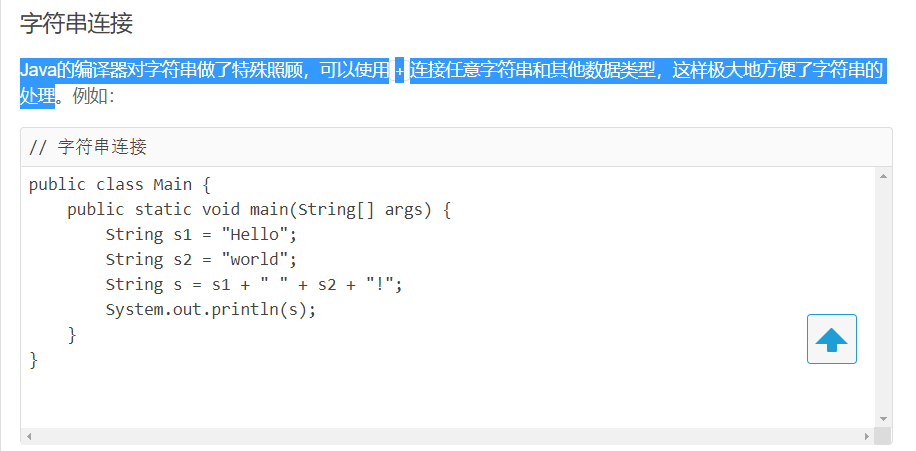 字符串连接
Java的编译器对字符串做了特殊照顾，可以使用 + 连接任意字符串和其他数据类型，这样极大地方便了字符串的
处理。例如：
// 字符串连接
public class Main {
    public static void main(String[] args) {
        String s1 = "Hello";
        String s2 = "world";
        String s = s1 + " " + s2 + "!";
        System.out.println(s);
    }
}